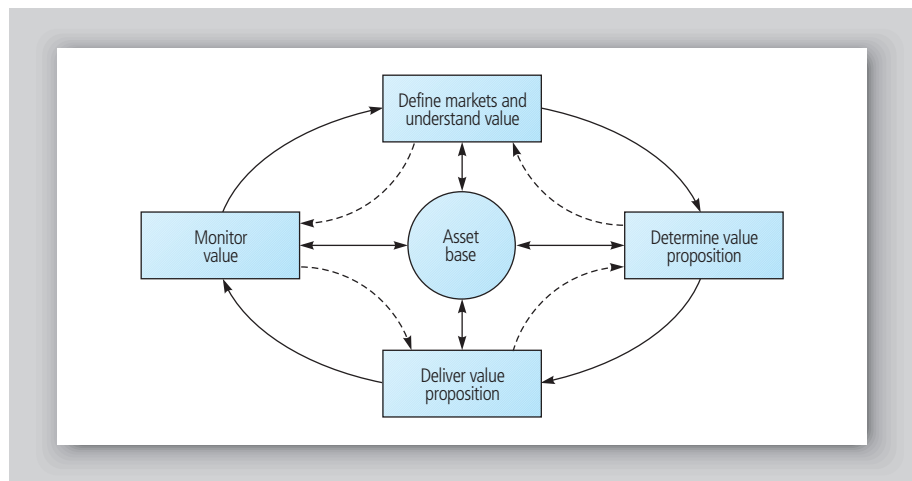 Define markets and
understand value
Monitor
value
Asset
base
Determine value
proposition
Deliver value
proposition